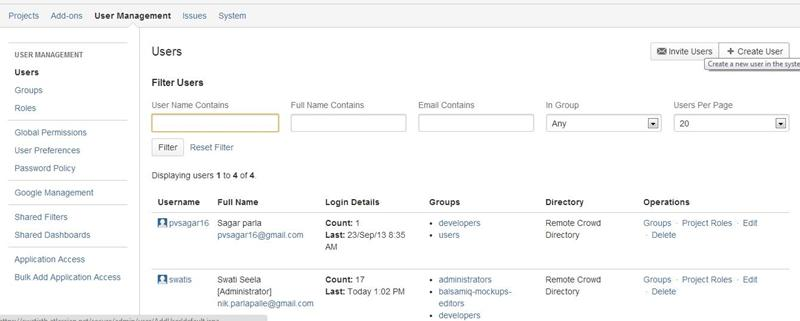 Projects Add-ons User Management Issues System
USER MANAGEMENT
Users
Groups
Roles
Global Permissions
User Preferences
Password Policy
Google Management
Shared Filters
Shared Dashboards
Application Access
Bulk Add Application Access
Users
Invite Users
+ Create User
Create a new user in the syste
Filter Users
User Name Contains Full Name Contains Email Contains In Group Users Per Page
Any 20
Filter Reset Filter
Displaying users 1 to 4 of 4.
Username Full Name Login Details Groups Directory Operations
pvsagar16 Sagar parla Count: 1 • developers Remote Crowd Groups · Project Roles · Edit
pvsagar16@gmail.com Last: 23/Sep/13 8:35 • users Directory · Delete
AM
swatis Swati Seela Count: 17 • administrators Remote Crowd Groups · Project Roles · Edit
[Administrator] Last: Today 1:02 PM • balsamiq-mockups- Directory · Delete
nik.parlapalle@gmail.com editors
• developers